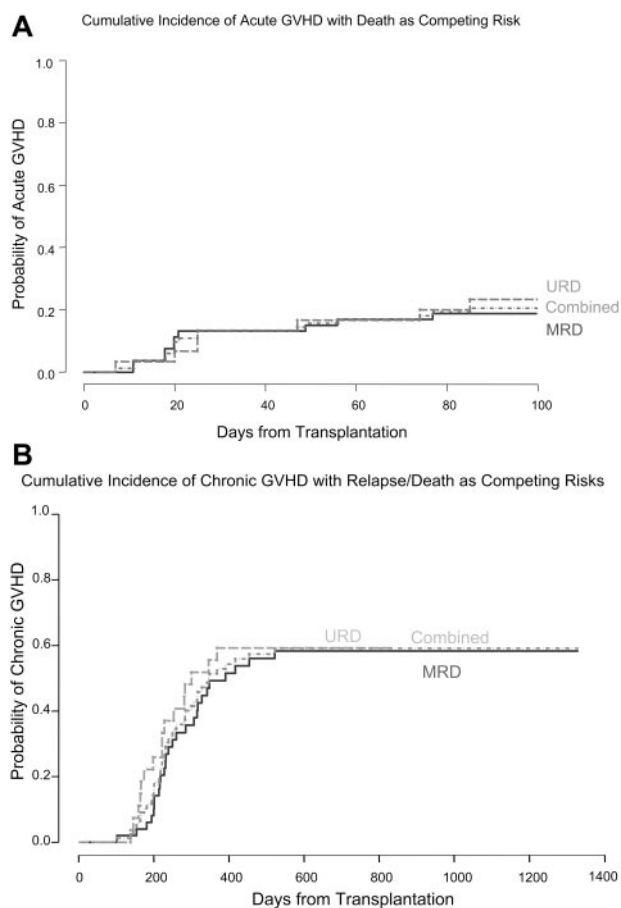 A
Cumulative Incidence of Acute GVHD with Death as Competing Risk
Probability of Acute GVHD
1.0
0.8
0.6
0.4
0.2
0.0
URD
Combined
MRD
0 20 40 60 80 100
Days from Transplantation
B
Cumulative Incidence of Chronic GVHD with Relapse/Death as Competing Risks
Probability of Chronic GVHD
1.0
0.8
0.6
0.4
0.2
0.0
URD Combined
MRD
0 200 400 600 800 1000 1200 1400
Days from Transplantation